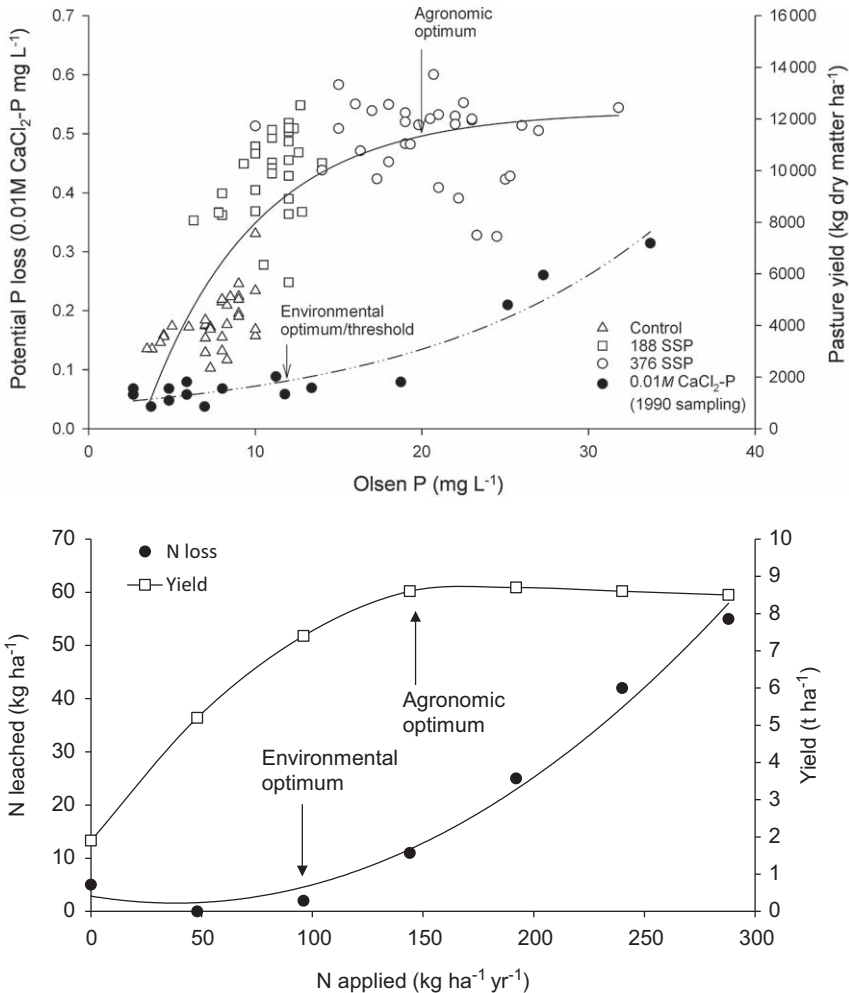 Potential P loss (0.01M CaCl₂-P mg L⁻¹)
0.7
0.6
0.5
0.4
0.3
0.2
0.1
0.0
Agronomic
optimum
Environmental
optimum/threshold
Control
188 SSP
376 SSP
0.01M CaCl₂-P
(1990 sampling)
16 000
14 000
12 000
10 000
8000
6000
4000
2000
0
Pasture yield (kg dry matter ha⁻¹)
0 10 20 30 40
Olsen P (mg L⁻¹)
N leached (kg ha⁻¹)
70
60
50
40
30
20
10
0
N loss
Yield
Agronomic
optimum
Environmental
optimum
10
9
8
7
6
5
4
3
2
1
0
Yield (t ha⁻¹)
0 50 100 150 200 250 300
N applied (kg ha⁻¹ yr⁻¹)